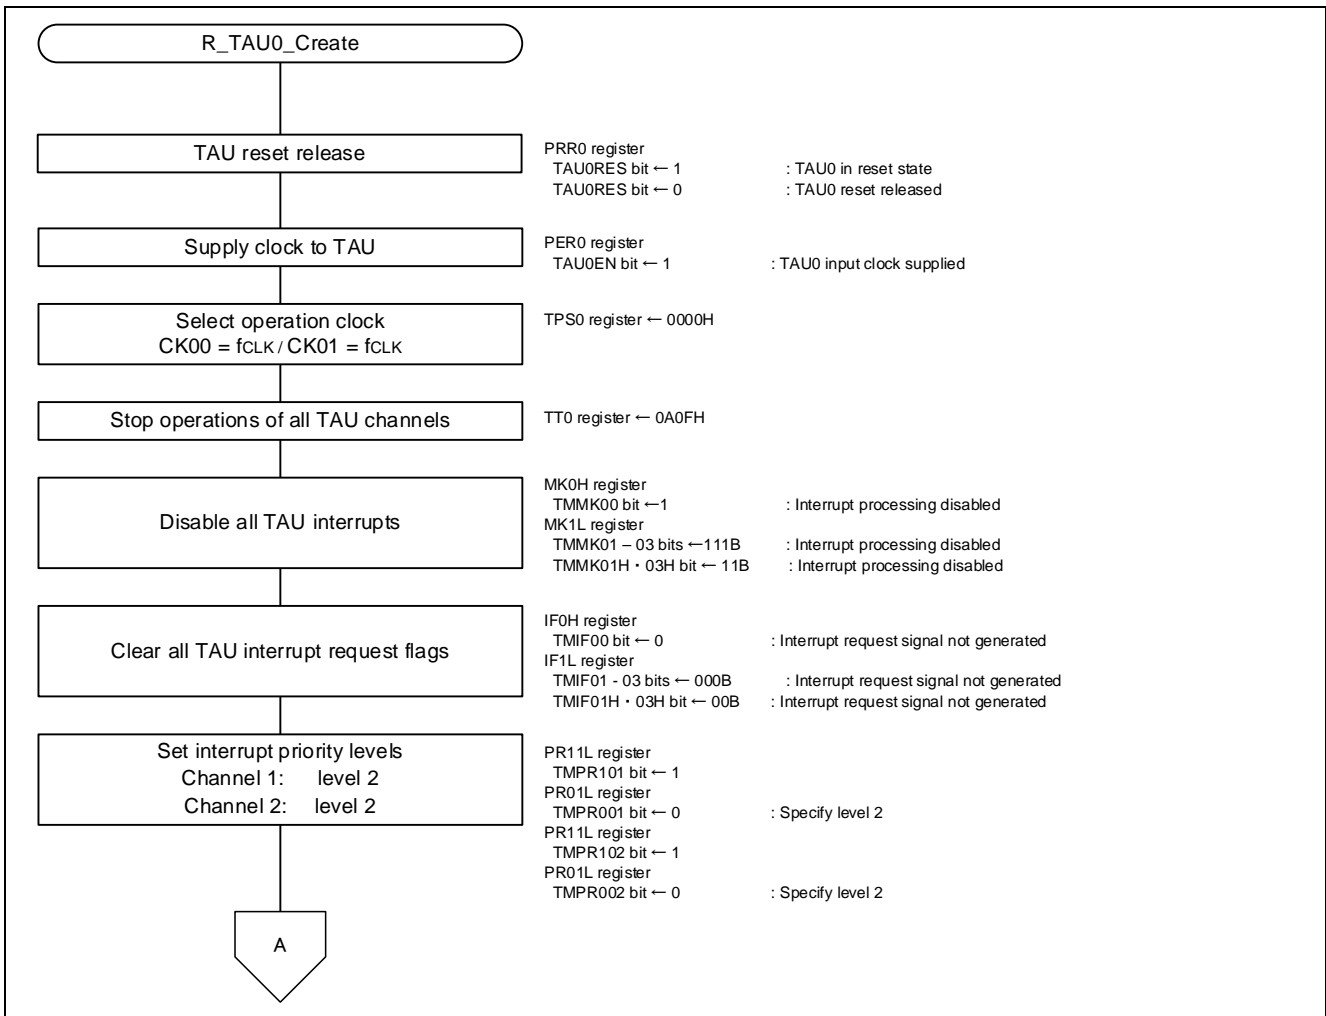 R_TAU0_Create
TAU reset release
PRR0 register
TAU0RES bit ← 1 : TAU0 in reset state
TAU0RES bit ← 0 : TAU0 reset released
Supply clock to TAU
PER0 register
TAU0EN bit ← 1 : TAU0 input clock supplied
Select operation clock
CK00 = fCLK / CK01 = fCLK
TPS0 register ← 0000H
Stop operations of all TAU channels
TT0 register ← 0A0FH
Disable all TAU interrupts
MK0H register
TMMK00 bit ←1 : Interrupt processing disabled
MK1L register
TMMK01 – 03 bits ←111B : Interrupt processing disabled
TMMK01H・03H bit ← 11B : Interrupt processing disabled
Clear all TAU interrupt request flags
IF0H register
TMIF00 bit ← 0 : Interrupt request signal not generated
IF1L register
TMIF01 - 03 bits ← 000B : Interrupt request signal not generated
TMIF01H・03H bit ← 00B : Interrupt request signal not generated
Set interrupt priority levels
Channel 1: level 2
Channel 2: level 2
PR11L register
TMPR101 bit ← 1
PR01L register
TMPR001 bit ← 0 : Specify level 2
PR11L register
TMPR102 bit ← 1
PR01L register
TMPR002 bit ← 0 : Specify level 2
A